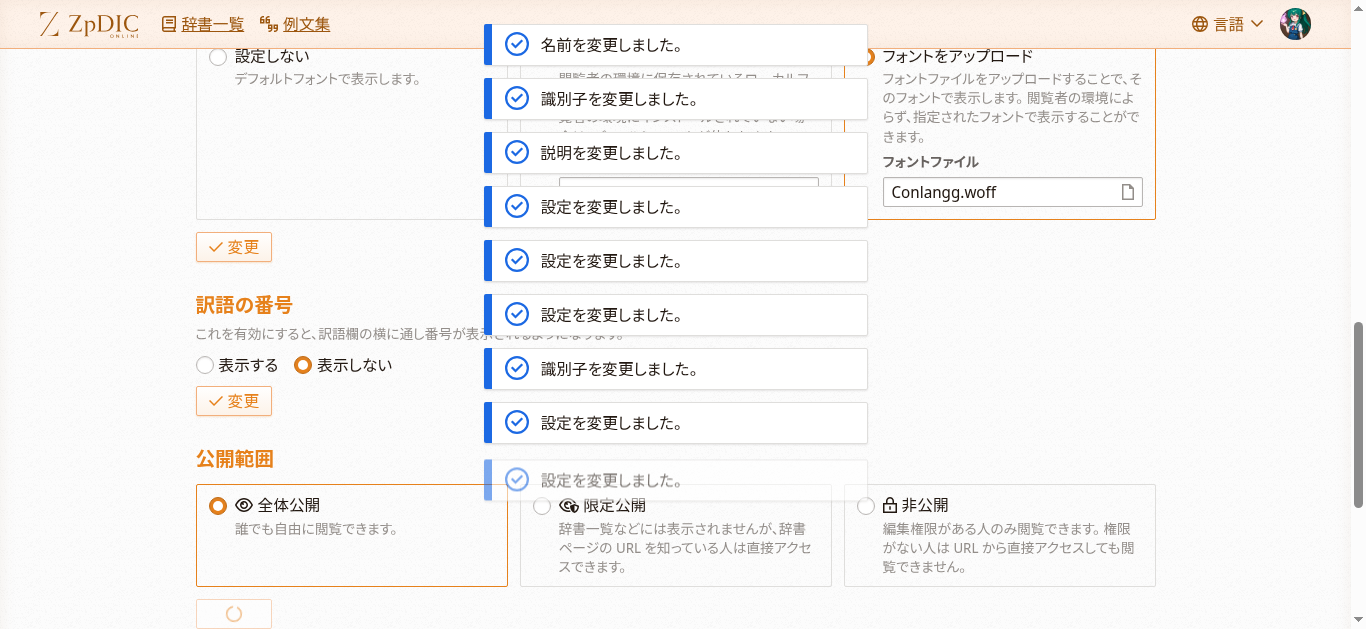 ZpDIC
ONLINE
辞書一覧
例文集
言語
名前を変更しました。
識別子を変更しました。
説明を変更しました。
設定を変更しました。
設定を変更しました。
設定を変更しました。
識別子を変更しました。
設定を変更しました。
設定を変更しました。
設定しない
デフォルトフォントで表示します。
フォントをアップロード
フォントファイルをアップロードすることで、そ
のフォントで表示します。閲覧者の環境によ
らず、指定されたフォントで表示することがで
きます。
フォントファイル
Conlangg.woff
変更
訳語の番号
これを有効にすると、訳語欄の横に通し番号が表示されるようになります。
表示する
表示しない
変更
公開範囲
全体公開
誰でも自由に閲覧できます。
限定公開
辞書一覧などには表示されませんが、辞書
ページの URL を知っている人は直接アクセ
スできます。
非公開
編集権限がある人のみ閲覧できます。権限
がない人は URL から直接アクセスしても閲
覧できません。